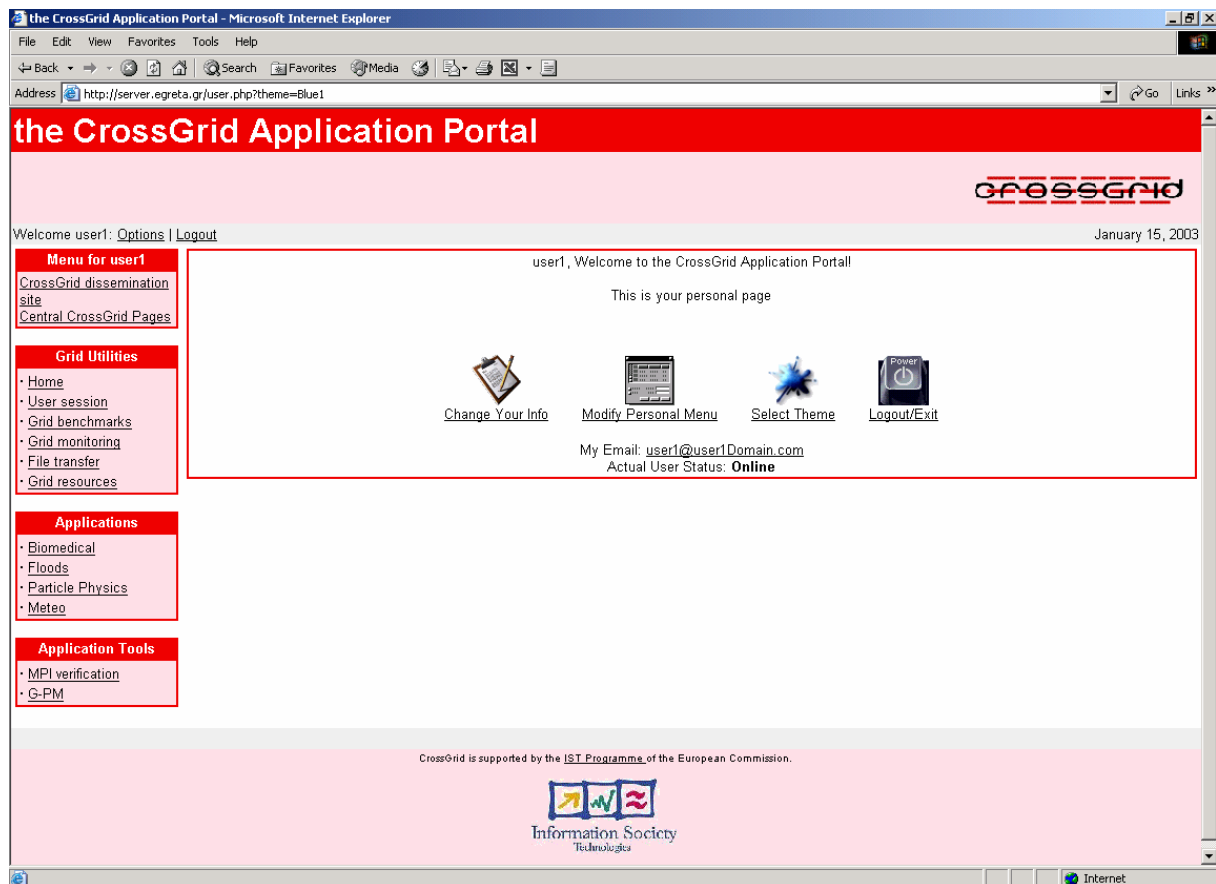 the CrossGrid Application Portal - Microsoft Internet Explorer
File Edit View Favorites Tools Help
Back Search Favorites Media
Address http://server.egreta.gr/user.php?theme=Blue1 Go Links »
the CrossGrid Application Portal
crossGrid
Welcome user1: Options | Logout January 15, 2003
Menu for user1
CrossGrid dissemination
site
Central CrossGrid Pages
user1, Welcome to the CrossGrid Application Portal!
This is your personal page
Power
Change Your Info Modify Personal Menu Select Theme Logout/Exit
My Email: user1@user1Domain.com
Actual User Status: Online
Grid Utilities
· Home
· User session
· Grid benchmarks
· Grid monitoring
· File transfer
· Grid resources
Applications
· Biomedical
· Floods
· Particle Physics
· Meteo
Application Tools
· MPI verification
· G-PM
CrossGrid is supported by the IST Programme of the European Commission.
Information Society
Technologies
Internet